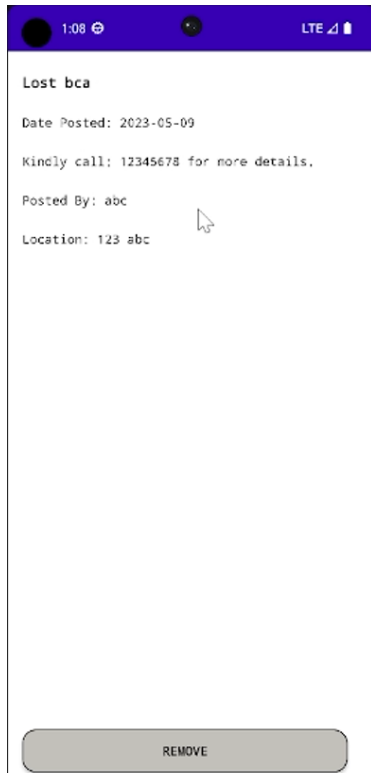 1:08
LTE
Lost bca
Date Posted: 2023-05-09
Kindly call: 12345678 for more details.
Posted By: abc
Location: 123 abc
REMOVE